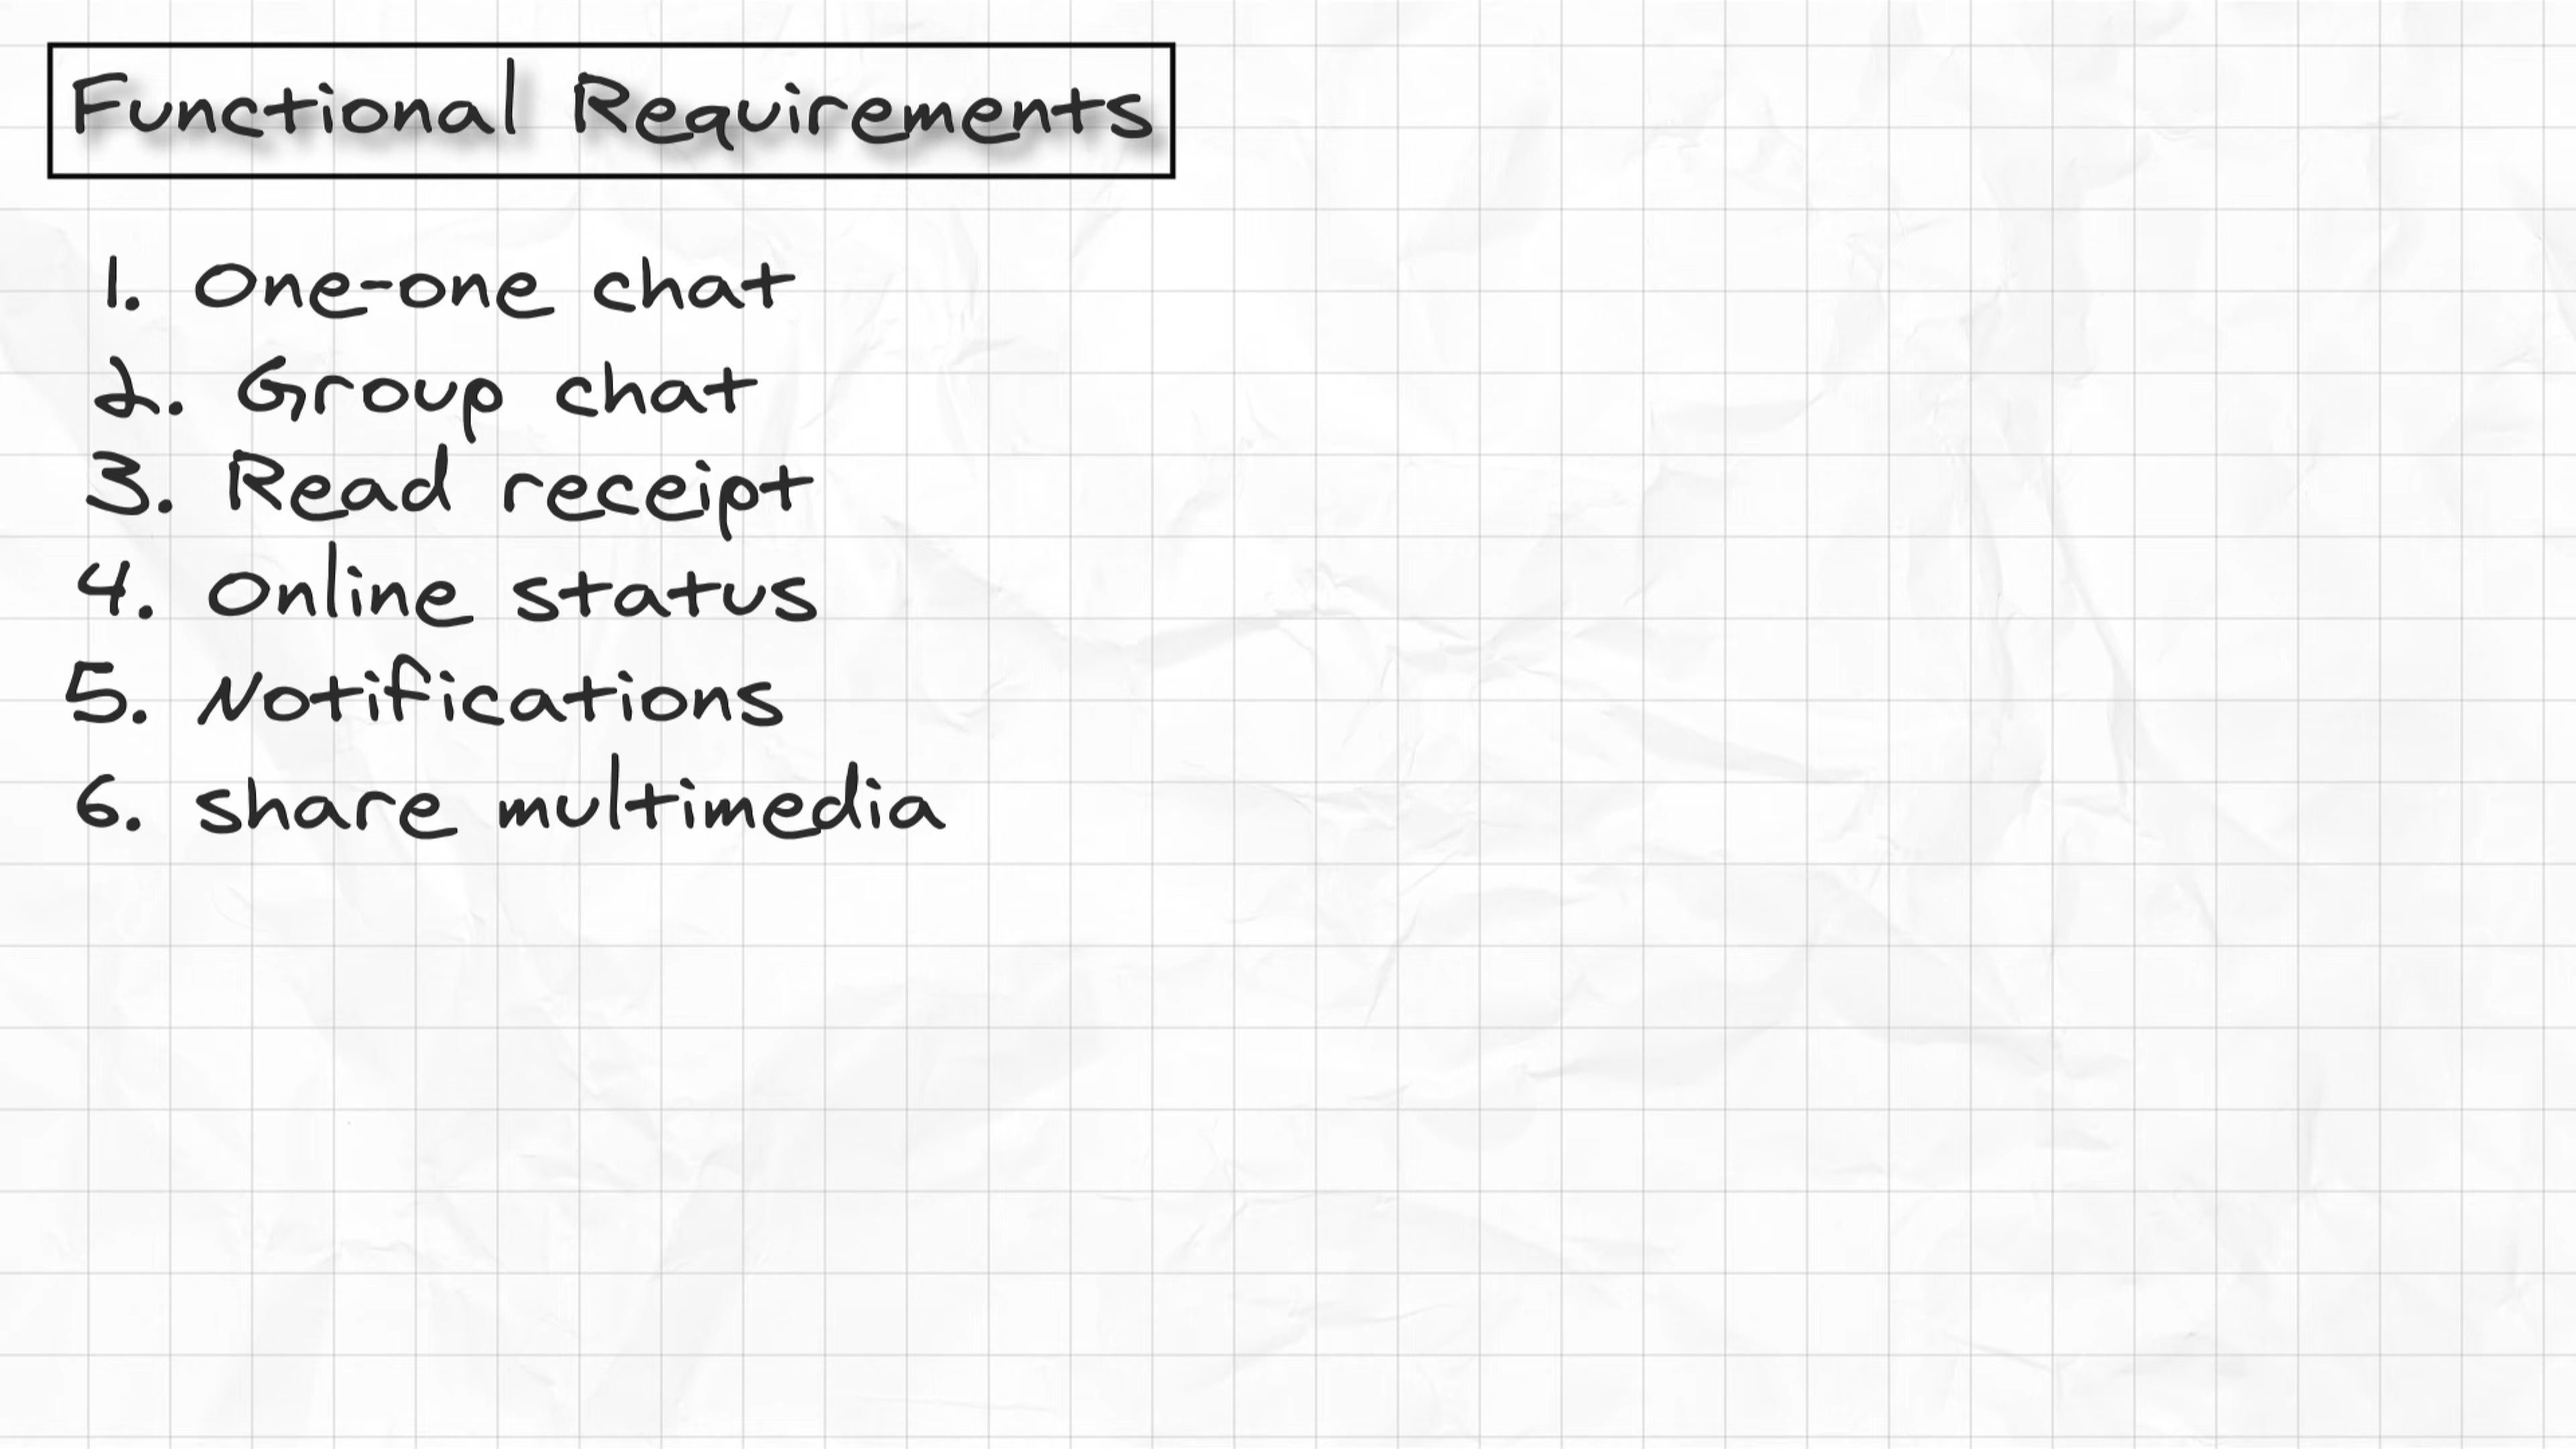 Functional Requirements
1. One-one chat
2. Group chat
3. Read receipt
4. Online status
5. Notifications
6. share multimedia